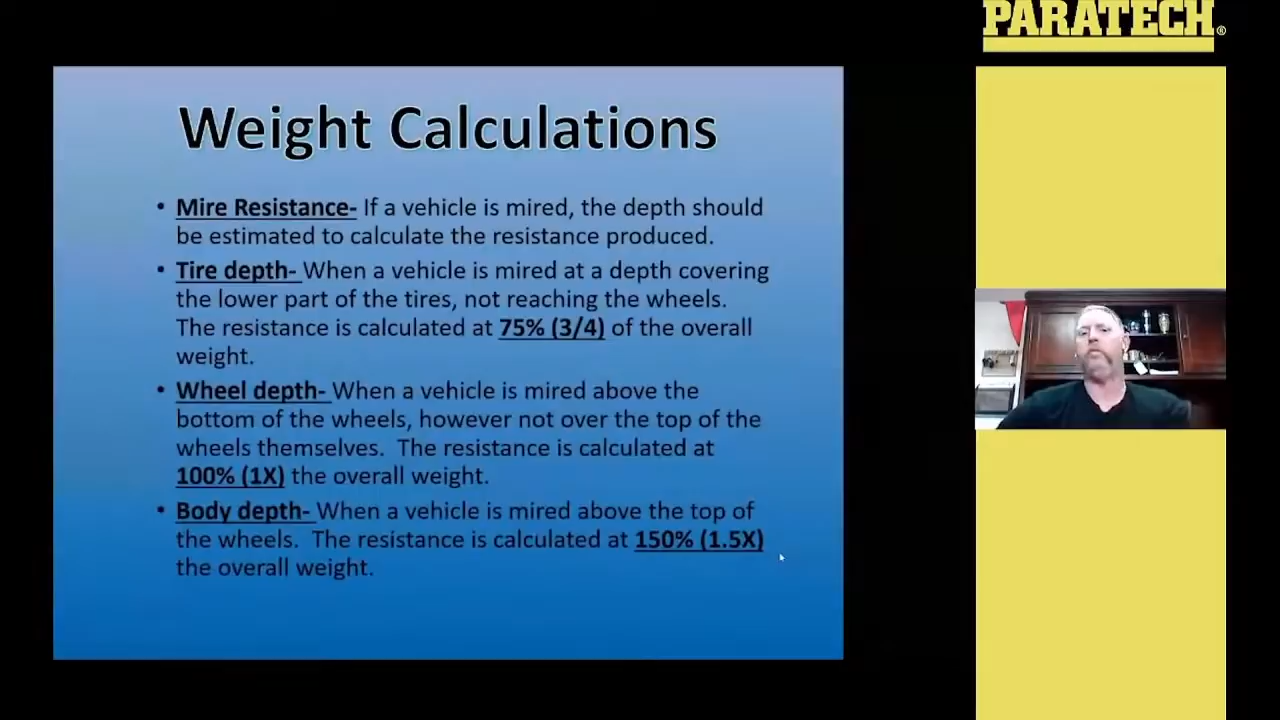 PARATECH®
Weight Calculations
• Mire Resistance- If a vehicle is mired, the depth should
be estimated to calculate the resistance produced.
• Tire depth- When a vehicle is mired at a depth covering
the lower part of the tires, not reaching the wheels.
The resistance is calculated at 75% (3/4) of the overall
weight.
• Wheel depth- When a vehicle is mired above the
bottom of the wheels, however not over the top of the
wheels themselves.  The resistance is calculated at
100% (1X) the overall weight.
• Body depth- When a vehicle is mired above the top of
the wheels.  The resistance is calculated at 150% (1.5X)
the overall weight.